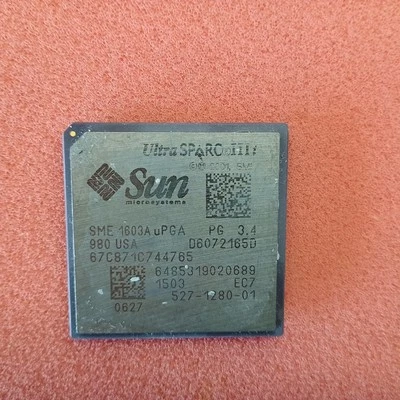 UltraSPARC IIIi
Sun
microsystems
SME 1603A uPGA PG 3.4
980 USA D6072165D
67C871C744765
6485319020689
1503 EC7
527-1280-01
0627